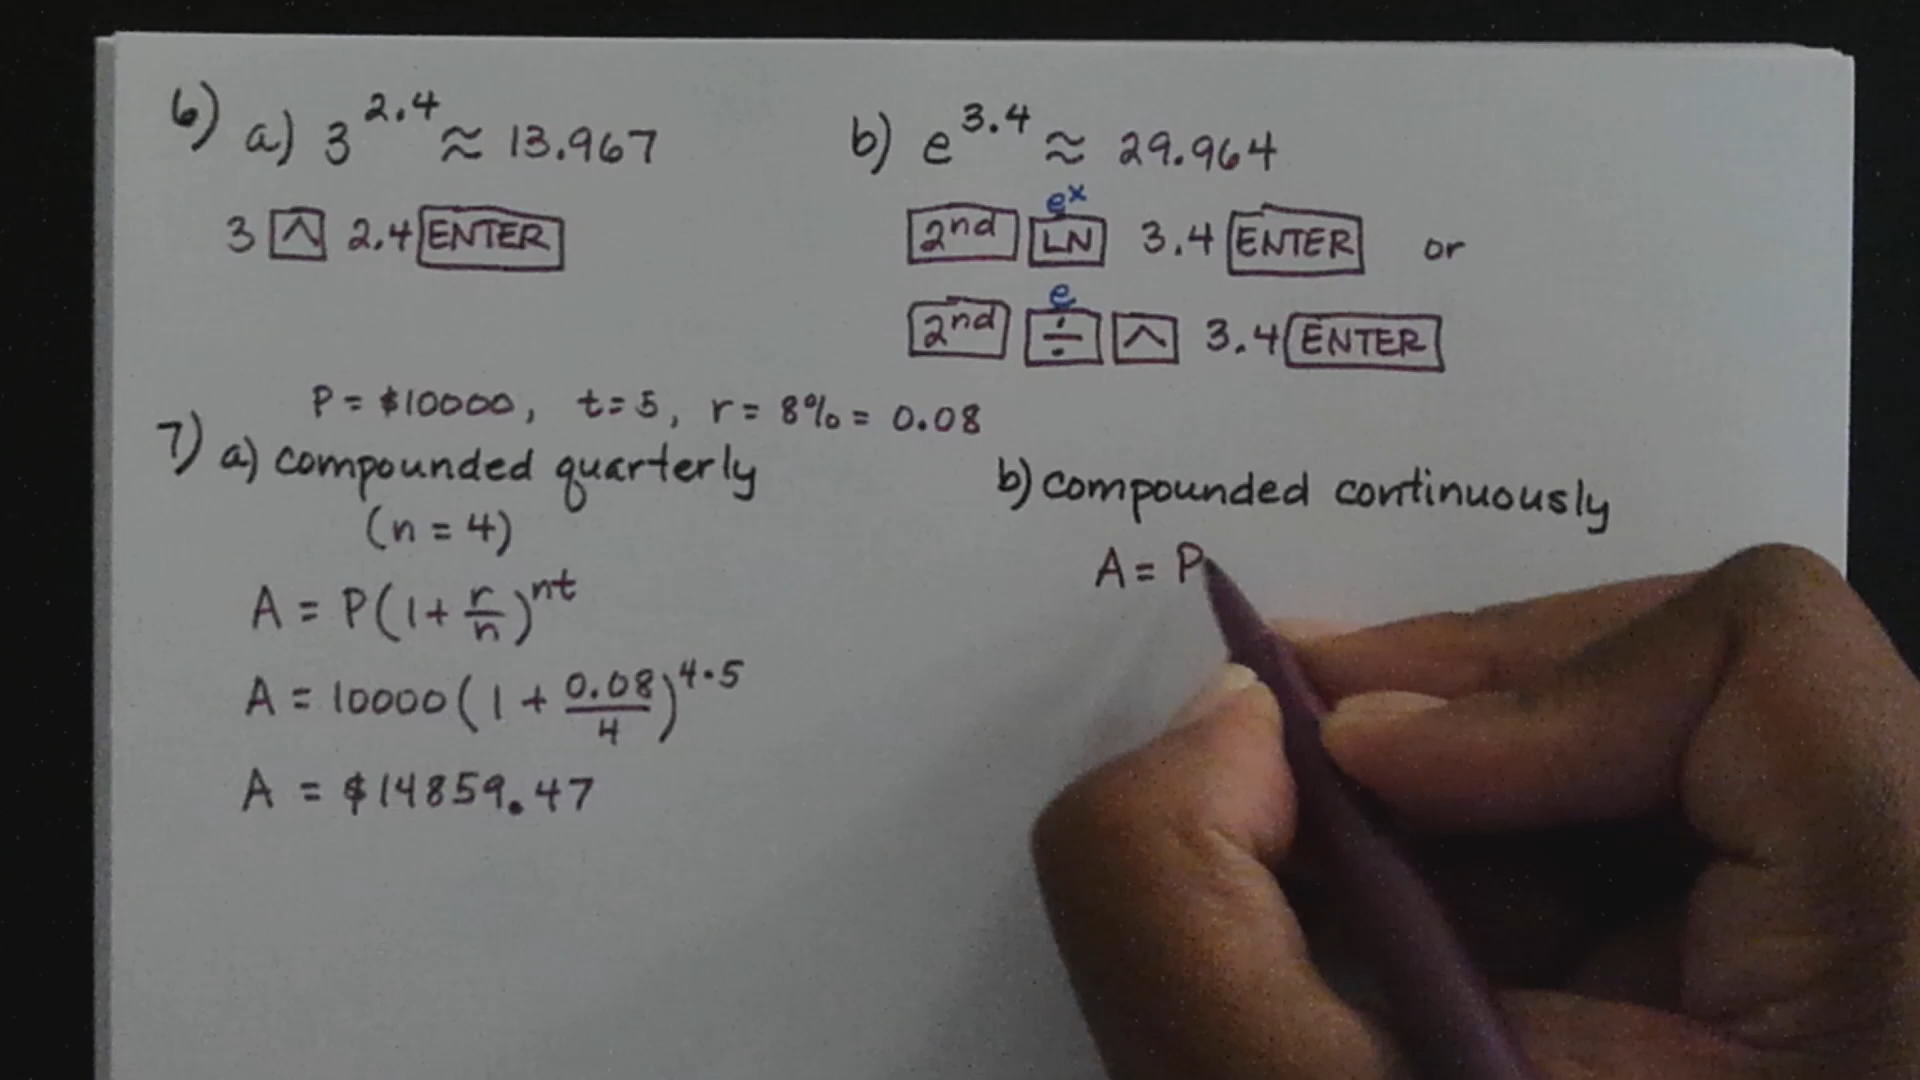 6) a) 3^2.4 ≈ 13.967
3 ^ 2.4 ENTER
b) e^3.4 ≈ 29.964
e^x
2nd LN 3.4 ENTER or
e
2nd ÷ ^ 3.4 ENTER
P = $10000, t = 5, r = 8% = 0.08
7) a) compounded quarterly
(n = 4)
A = P(1 + r/n)^nt
A = 10000(1 + 0.08/4)^4·5
A = $14859.47
b) compounded continuously
A = P